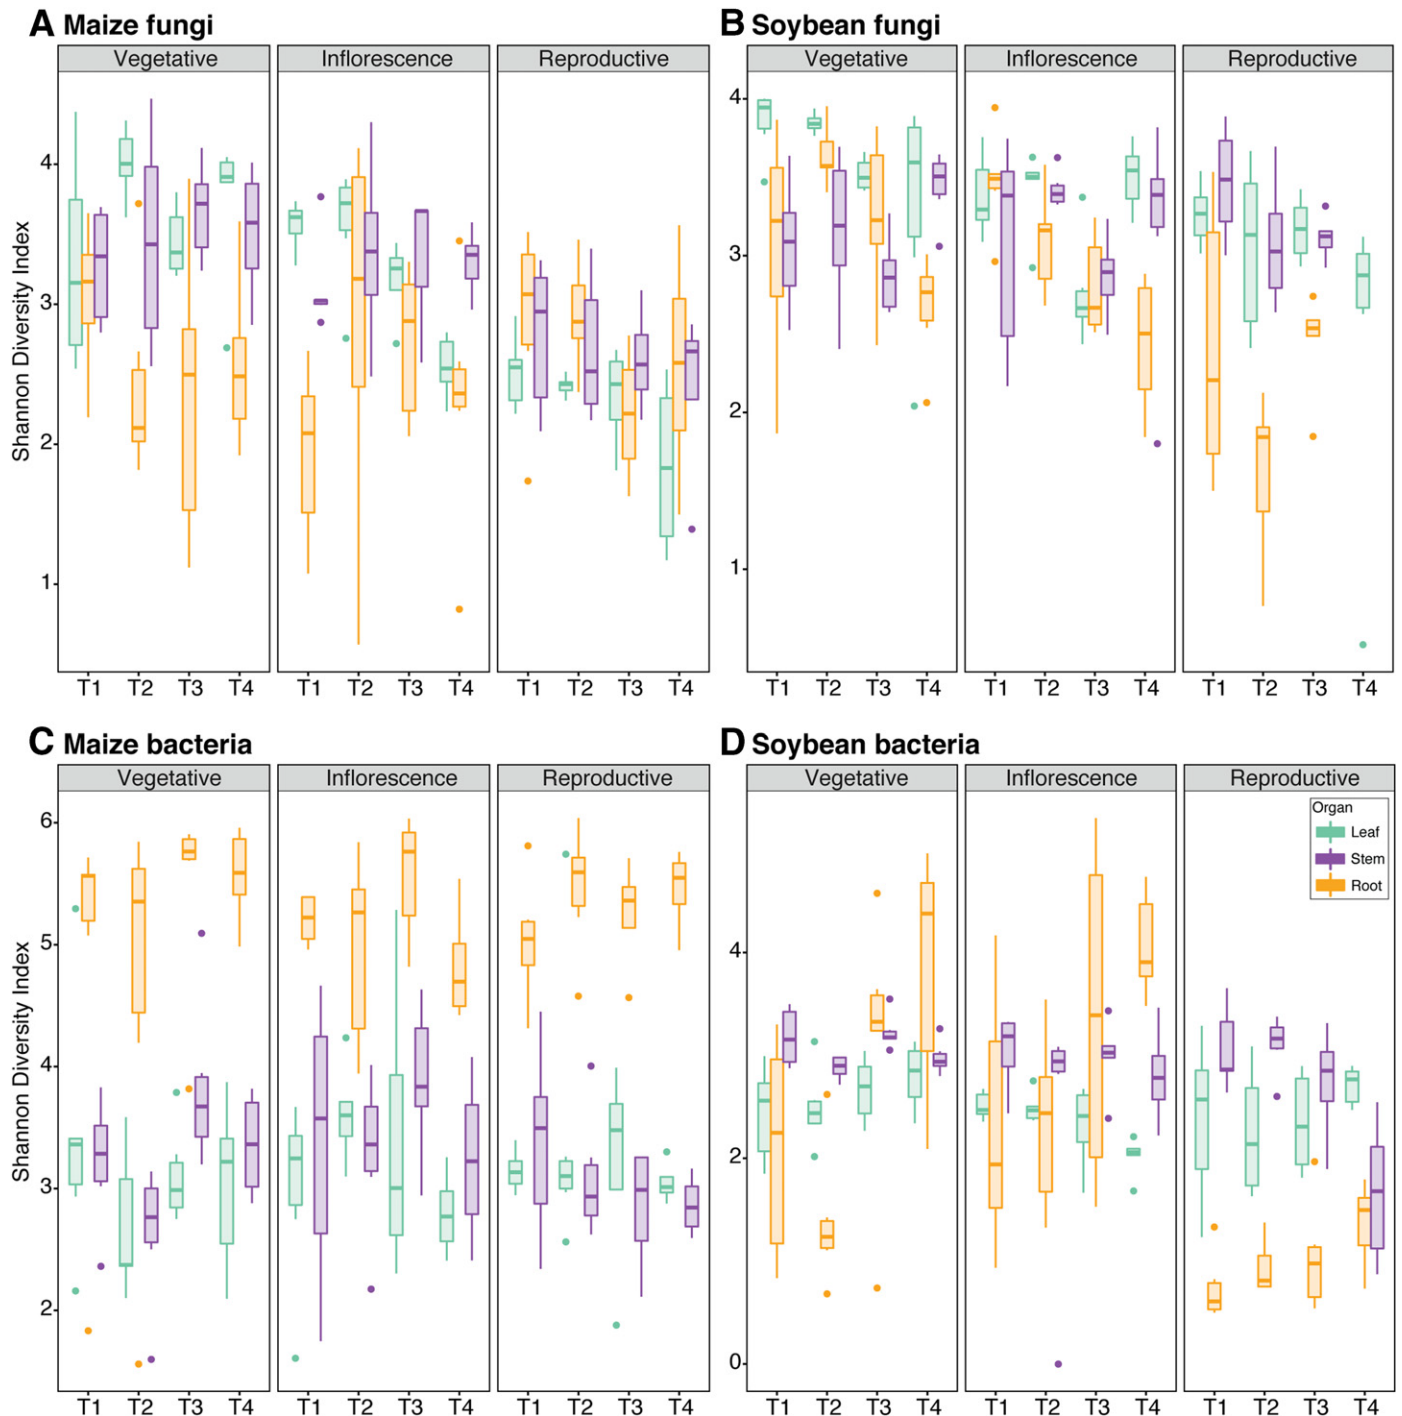 A Maize fungi
Vegetative Inflorescence Reproductive
Shannon Diversity Index
4
3
2
1
T1 T2 T3 T4 T1 T2 T3 T4 T1 T2 T3 T4
B Soybean fungi
Vegetative Inflorescence Reproductive
4
3
2
1
T1 T2 T3 T4 T1 T2 T3 T4 T1 T2 T3 T4
C Maize bacteria
Vegetative Inflorescence Reproductive
Shannon Diversity Index
6
5
4
3
2
T1 T2 T3 T4 T1 T2 T3 T4 T1 T2 T3 T4
D Soybean bacteria
Vegetative Inflorescence Reproductive
Organ
Leaf
Stem
Root
4
2
0
T1 T2 T3 T4 T1 T2 T3 T4 T1 T2 T3 T4